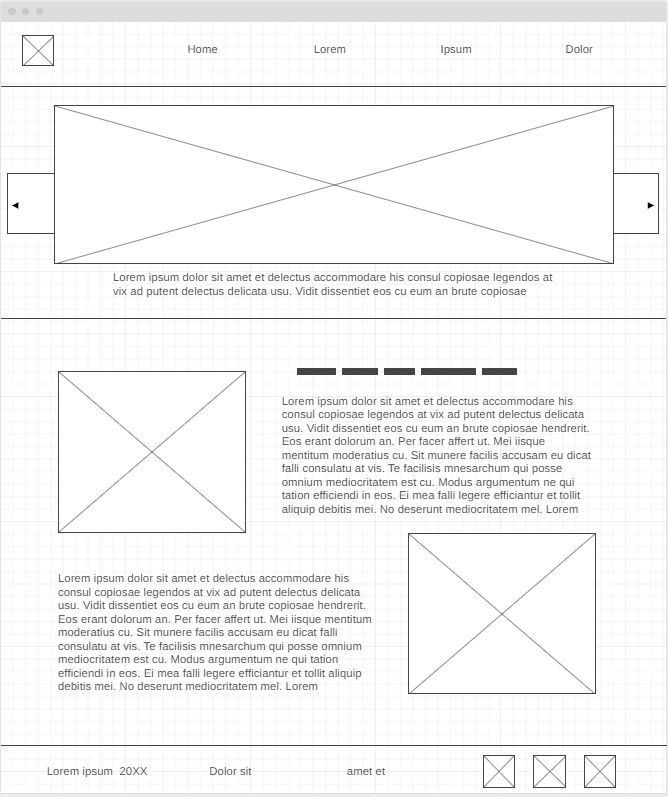 Home
Lorem
Ipsum
Dolor
Lorem ipsum dolor sit amet et delectus accommodare his consul copiosae legendos at
vix ad putent delectus delicata usu. Vidit dissentiet eos cu eum an brute copiosae
Lorem ipsum dolor sit amet et delectus accommodare his
consul copiosae legendos at vix ad putent delectus delicata
usu. Vidit dissentiet eos cu eum an brute copiosae hendrerit.
Eos erant dolorum an. Per facer affert ut. Mei iisque
mentitum moderatius cu. Sit munere facilis accusam eu dicat
falli consulatu at vis. Te facilisis mnesarchum qui posse
omnium mediocritatem est cu. Modus argumentum ne qui
tation efficiendi in eos. Ei mea falli legere efficiantur et tollit
aliquip debitis mei. No deserunt mediocritatem mel. Lorem
Lorem ipsum dolor sit amet et delectus accommodare his
consul copiosae legendos at vix ad putent delectus delicata
usu. Vidit dissentiet eos cu eum an brute copiosae hendrerit.
Eos erant dolorum an. Per facer affert ut. Mei iisque mentitum
moderatius cu. Sit munere facilis accusam eu dicat falli
consulatu at vis. Te facilisis mnesarchum qui posse omnium
mediocritatem est cu. Modus argumentum ne qui tation
efficiendi in eos. Ei mea falli legere efficiantur et tollit aliquip
debitis mei. No deserunt mediocritatem mel. Lorem
Lorem ipsum  20XX
Dolor sit
amet et